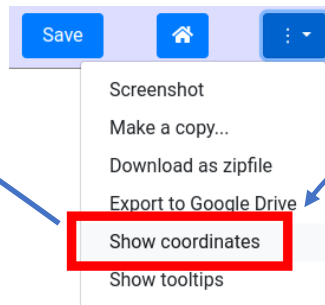 Save
Screenshot
Make a copy...
Download as zipfile
Export to Google Drive
Show coordinates
Show tooltips